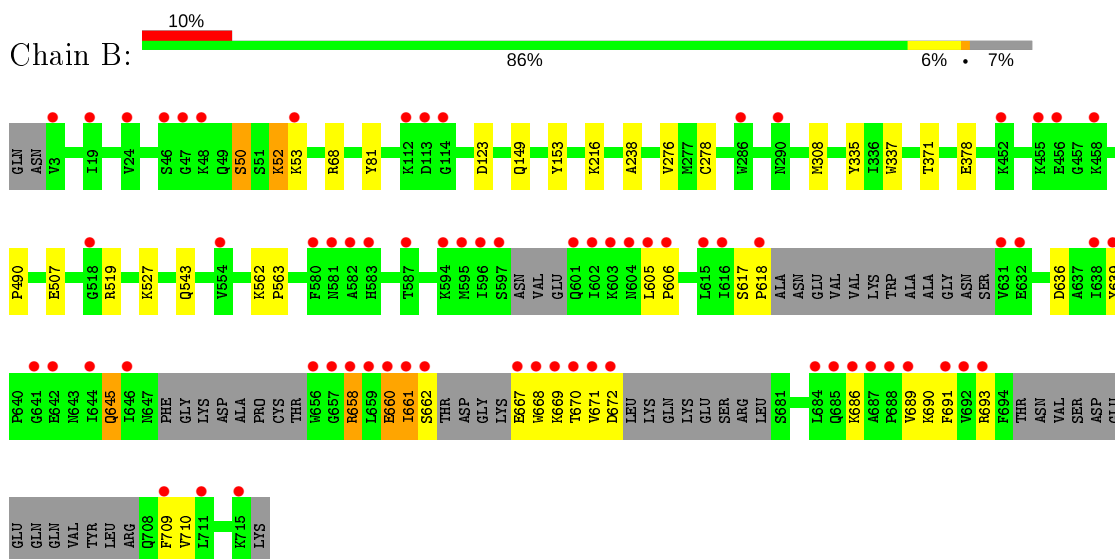 10%
Chain B:
86% 6% • 7%
GLN ASN V3 I19 V24 S46 G47 K48 Q49 S50 S51 K52 K53 R68 Y81 K112 D113 G114 D123 Q149 Y153 K216 A238 V276 M277 C278 W286 N290 M308 Y335 I336 W337 T371 E378 K452 K455 E456 G457 K458
P490 E507 G518 R519 K527 Q543 V554 K562 P563 F580 N581 A582 H583 T587 K594 M595 I596 S597 ASN VAL GLU Q601 I602 K603 N604 L605 P606 L615 I616 S617 P618 ALA ASN GLU VAL VAL LYS TRP ALA ALA GLY ASN SER V631 E632 D636 A637 I638 Y639
P640 G641 E642 N643 I644 Q645 I646 N647 PHE GLY LYS ASP ALA PRO CYS THR W656 G657 R658 L659 E660 I661 S662 THR ASP GLY LYS E667 W668 K669 T670 V671 D672 LEU LYS GLN LYS GLU SER ARG LEU S681 L684 Q685 K686 A687 P688 V689 K690 F691 V692 R693 F694 THR ASN VAL SER ASP GLU
GLU GLN GLN VAL TYR LEU ARG Q708 F709 V710 L711 K715 LYS